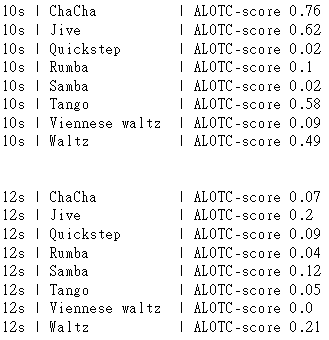 10s | ChaCha | ALOTC-score 0.76
10s | Jive | ALOTC-score 0.62
10s | Quickstep | ALOTC-score 0.02
10s | Rumba | ALOTC-score 0.1
10s | Samba | ALOTC-score 0.02
10s | Tango | ALOTC-score 0.58
10s | Viennese waltz | ALOTC-score 0.09
10s | Waltz | ALOTC-score 0.49
12s | ChaCha | ALOTC-score 0.07
12s | Jive | ALOTC-score 0.2
12s | Quickstep | ALOTC-score 0.09
12s | Rumba | ALOTC-score 0.04
12s | Samba | ALOTC-score 0.12
12s | Tango | ALOTC-score 0.05
12s | Viennese waltz | ALOTC-score 0.0
12s | Waltz | ALOTC-score 0.21